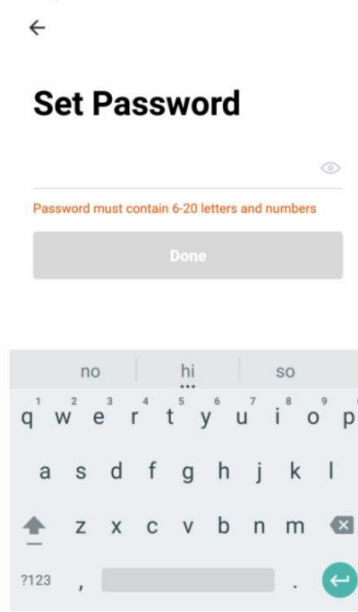 Set Password
Password must contain 6-20 letters and numbers
Done
no hi so
1 2 3 4 5 6 7 8 9
q w e r t y u i o p
a s d f g h j k l
z x c v b n m
?123 , .